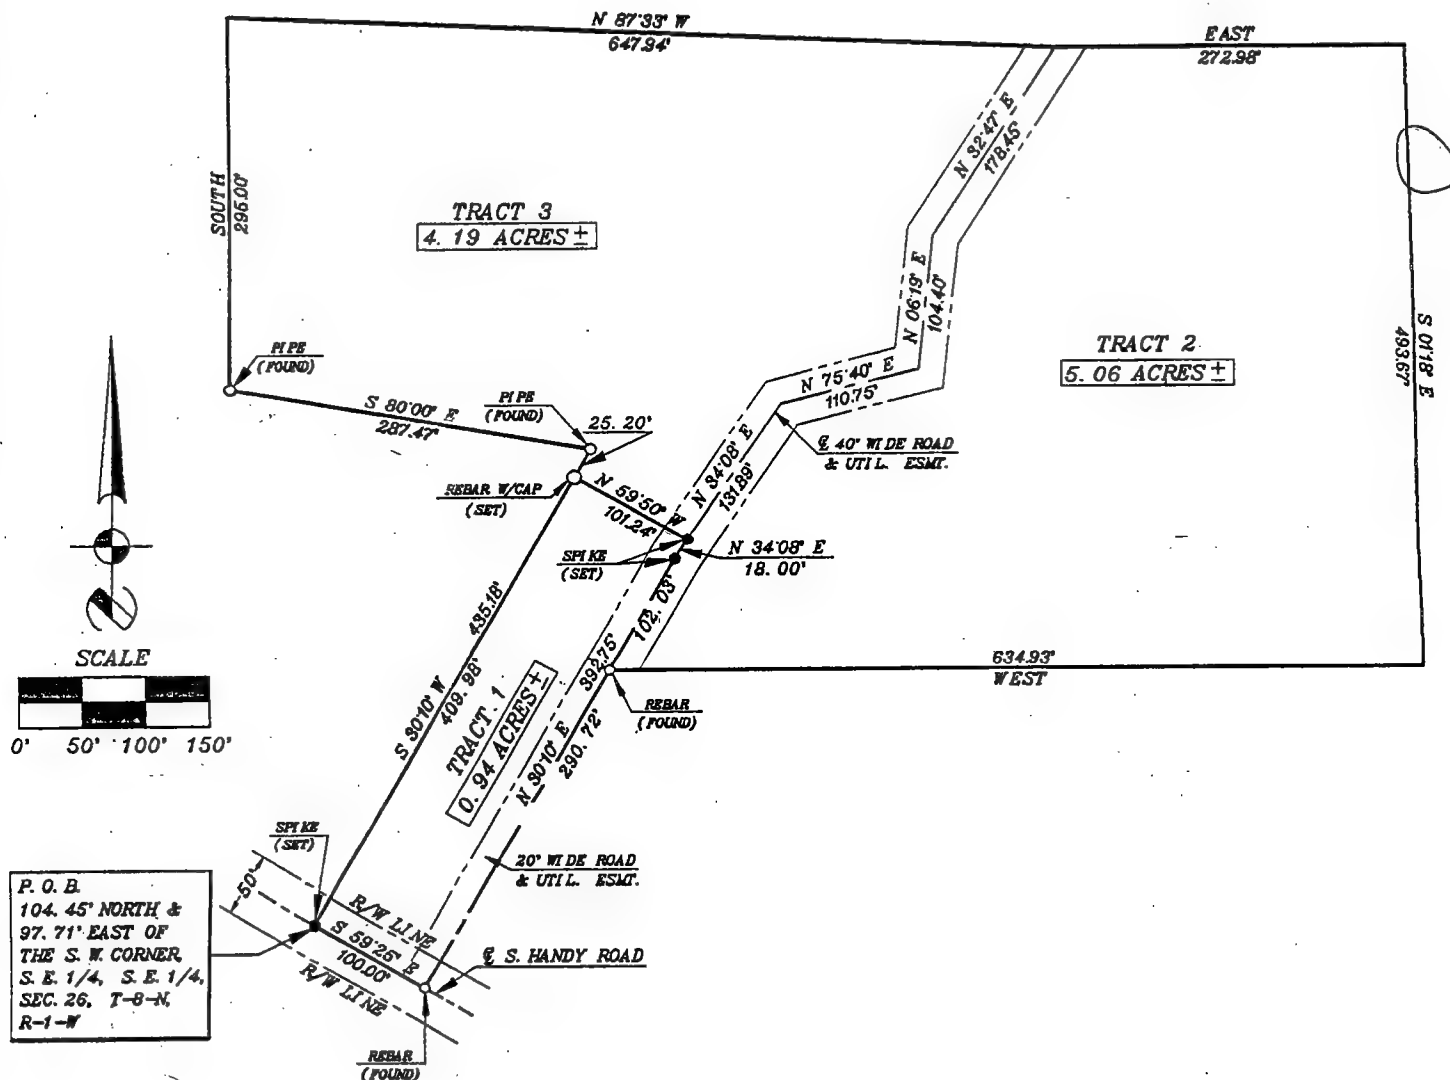 N 87°33' W
647.94'
EAST
272.98'
SOUTH
295.00'
TRACT 3
4. 19 ACRES ±
N 32°47' E
178.45'
N 06°19' E
104.40'
TRACT 2
5. 06 ACRES ±
S 01°18' E
493.67'
PIPE
(FOUND)
S 80°00' E
287.47'
PIPE
(FOUND)
25. 20'
N 75°40' E
110.75'
℄ 40' WIDE ROAD
& UTIL. ESMT.
N 34°08' E
131.89'
REBAR W/CAP
(SET)
N 59°50' W
101.24'
SPIKE
(SET)
N 34°08' E
18. 00'
102. 03'
392.75'
435.18'
S 30°10' W
409. 98'
TRACT. 1
0. 94 ACRES ±
N 30°10' E
290. 72'
634.93'
WEST
REBAR
(FOUND)
SCALE
0' 50' 100' 150'
SPIKE
(SET)
50'
20' WIDE ROAD
& UTIL. ESMT.
R/W LINE
S 59°25' E
100.00'
R/W LINE
℄ S. HANDY ROAD
P. O. B.
104. 45' NORTH &
97. 71' EAST OF
THE S. W. CORNER,
S. E. 1/4, S. E. 1/4,
SEC. 26, T-8-N,
R-1-W
REBAR
(FOUND)